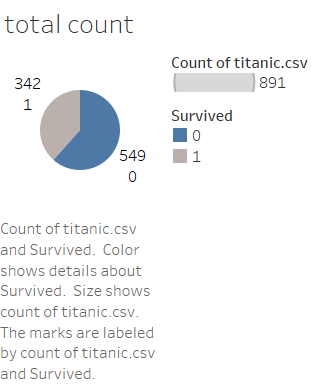 total count
Count of titanic.csv
891
Survived
0
1
342
1
549
0
Count of titanic.csv
and Survived.  Color
shows details about
Survived.  Size shows
count of titanic.csv.
The marks are labeled
by count of titanic.csv
and Survived.